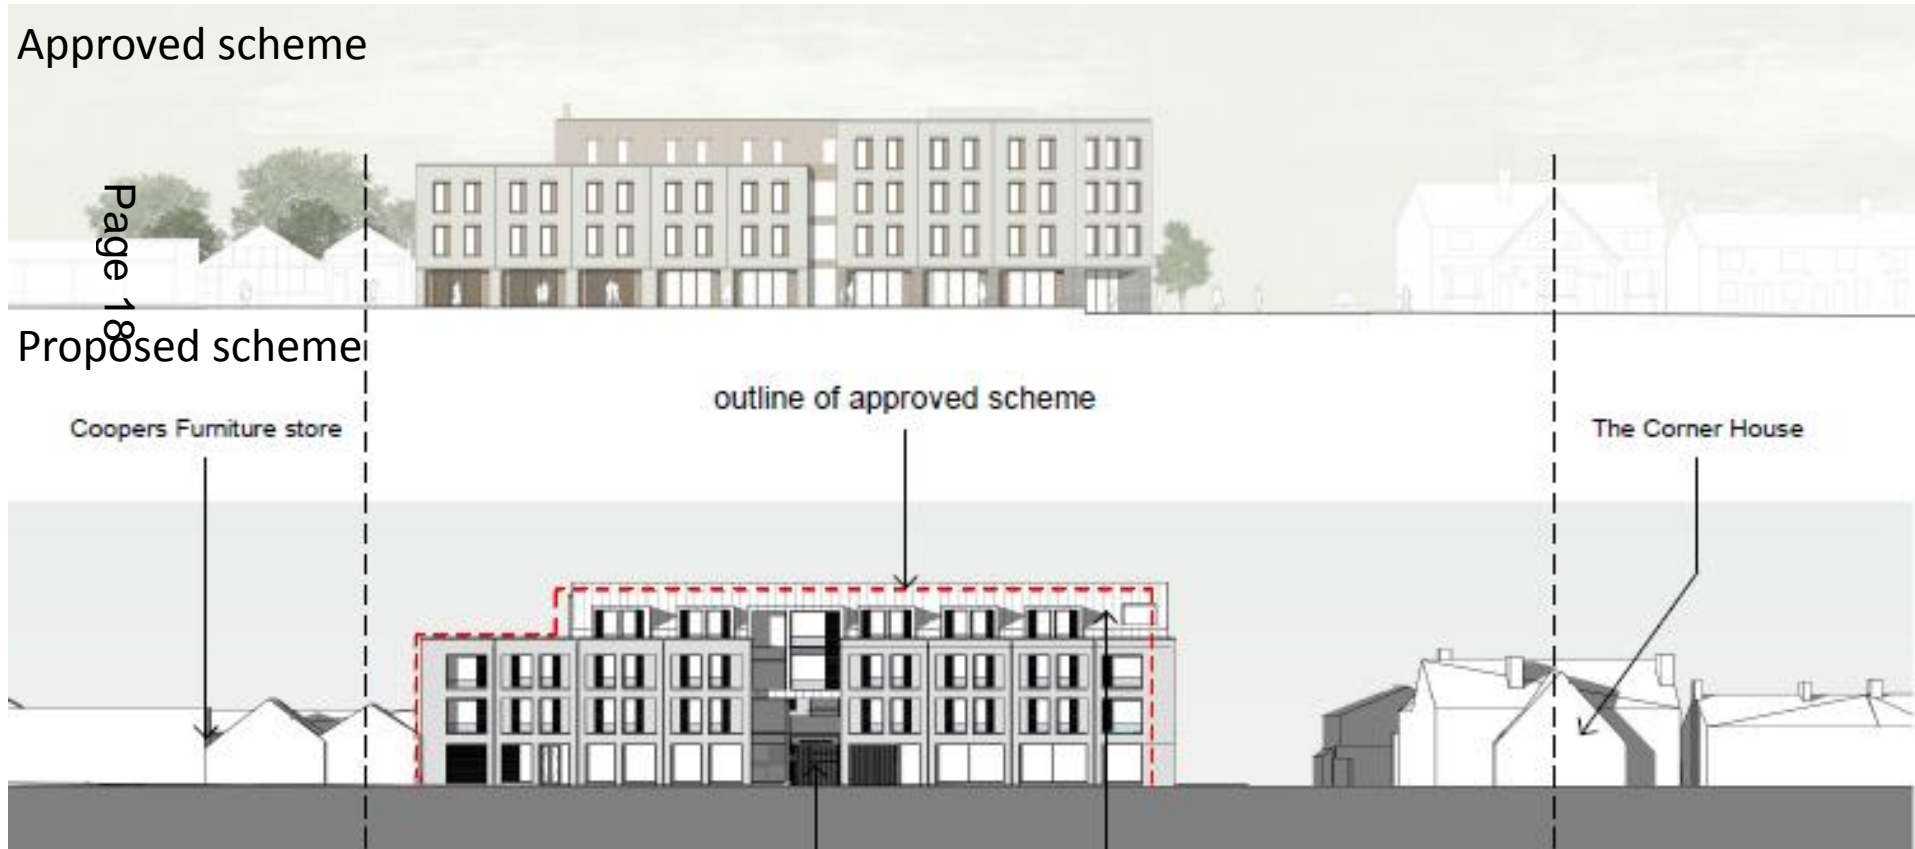 Approved scheme
Page 18
Proposed scheme
outline of approved scheme
Coopers Furniture store
The Corner House